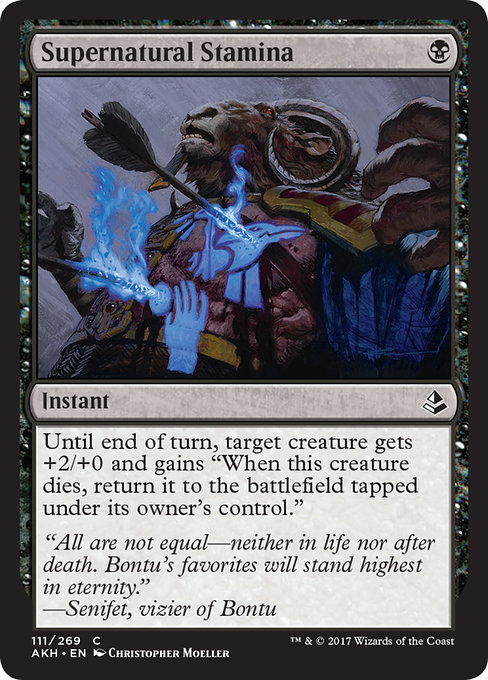 Supernatural Stamina
Instant
Until end of turn, target creature gets
+2/+0 and gains “When this creature
dies, return it to the battlefield tapped
under its owner’s control.”
“All are not equal—neither in life nor after
death. Bontu’s favorites will stand highest
in eternity.”
—Senifet, vizier of Bontu
111/269 C
™ & © 2017 Wizards of the Coast
AKH • EN Christopher Moeller